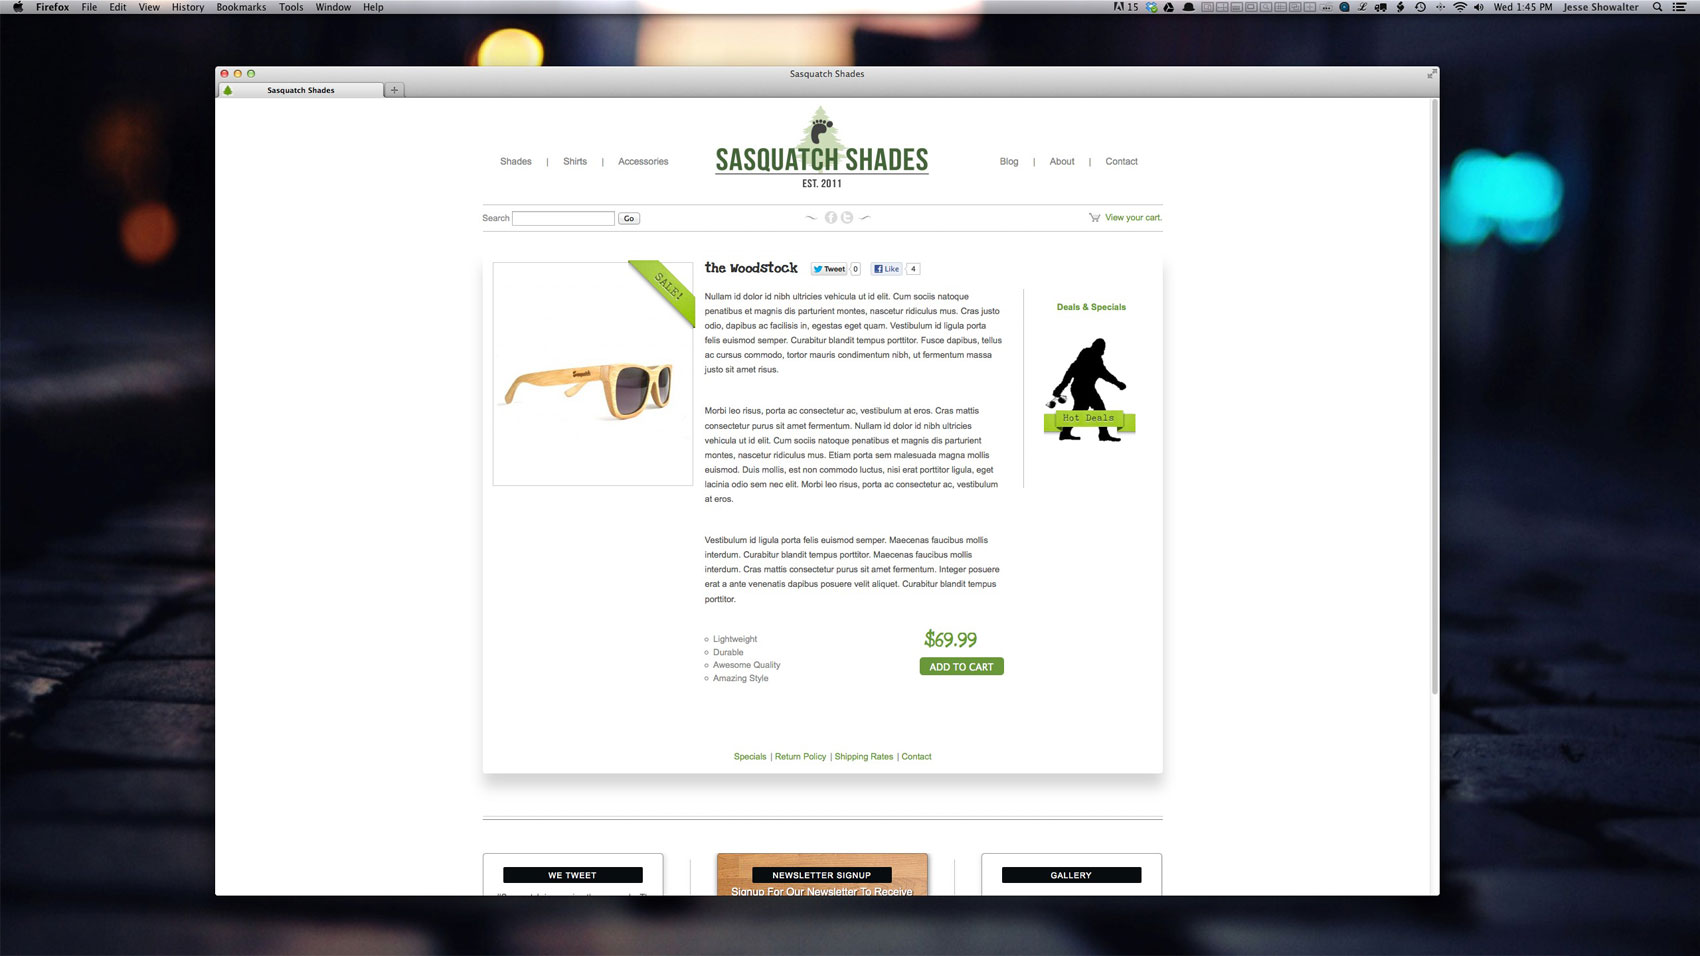 Firefox File Edit View History Bookmarks Tools Window Help
15 Wed 1:45 PM Jesse Showalter
Sasquatch Shades
Sasquatch Shades
Shades | Shirts | Accessories
SASQUATCH SHADES
EST. 2011
Blog | About | Contact
Search Go
View your cart.
SALE!
Sasquatch
the Woodstock Tweet 0 Like 4
Nullam id dolor id nibh ultricies vehicula ut id elit. Cum sociis natoque
penatibus et magnis dis parturient montes, nascetur ridiculus mus. Cras justo
odio, dapibus ac facilisis in, egestas eget quam. Vestibulum id ligula porta
felis euismod semper. Curabitur blandit tempus porttitor. Fusce dapibus, tellus
ac cursus commodo, tortor mauris condimentum nibh, ut fermentum massa
justo sit amet risus.
Morbi leo risus, porta ac consectetur ac, vestibulum at eros. Cras mattis
consectetur purus sit amet fermentum. Nullam id dolor id nibh ultricies
vehicula ut id elit. Cum sociis natoque penatibus et magnis dis parturient
montes, nascetur ridiculus mus. Etiam porta sem malesuada magna mollis
euismod. Duis mollis, est non commodo luctus, nisi erat porttitor ligula, eget
lacinia odio sem nec elit. Morbi leo risus, porta ac consectetur ac, vestibulum
at eros.
Vestibulum id ligula porta felis euismod semper. Maecenas faucibus mollis
interdum. Curabitur blandit tempus porttitor. Maecenas faucibus mollis
interdum. Cras mattis consectetur purus sit amet fermentum. Integer posuere
erat a ante venenatis dapibus posuere velit aliquet. Curabitur blandit tempus
porttitor.
Lightweight
Durable
Awesome Quality
Amazing Style
$69.99
ADD TO CART
Deals & Specials
Hot Deals
Specials | Return Policy | Shipping Rates | Contact
WE TWEET
NEWSLETTER SIGNUP
Signup For Our Newsletter To Receive
GALLERY